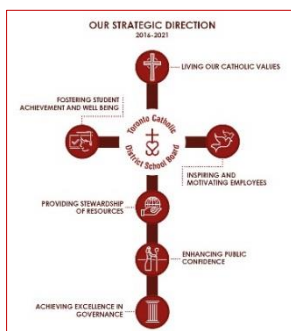 OUR STRATEGIC DIRECTION
2016-2021
LIVING OUR CATHOLIC VALUES
FOSTERING STUDENT
ACHIEVEMENT AND WELL BEING
Toronto Catholic
District School Board
INSPIRING AND
MOTIVATING EMPLOYEES
PROVIDING STEWARDSHIP
OF RESOURCES
ENHANCING PUBLIC
CONFIDENCE
ACHIEVING EXCELLENCE IN
GOVERNANCE